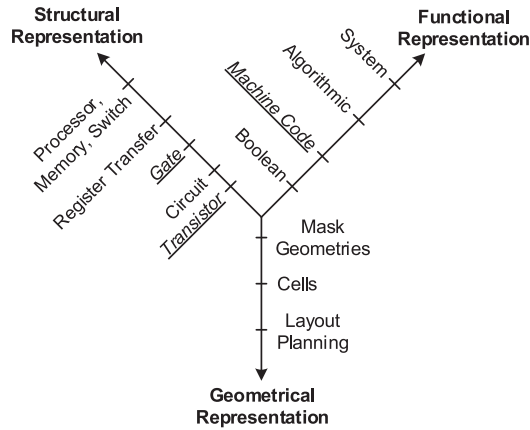 Structural
Representation
Functional
Representation
Processor,
Memory, Switch
Register Transfer
Gate
Circuit
Transistor
System
Algorithmic
Machine Code
Boolean
Mask
Geometries
Cells
Layout
Planning
Geometrical
Representation